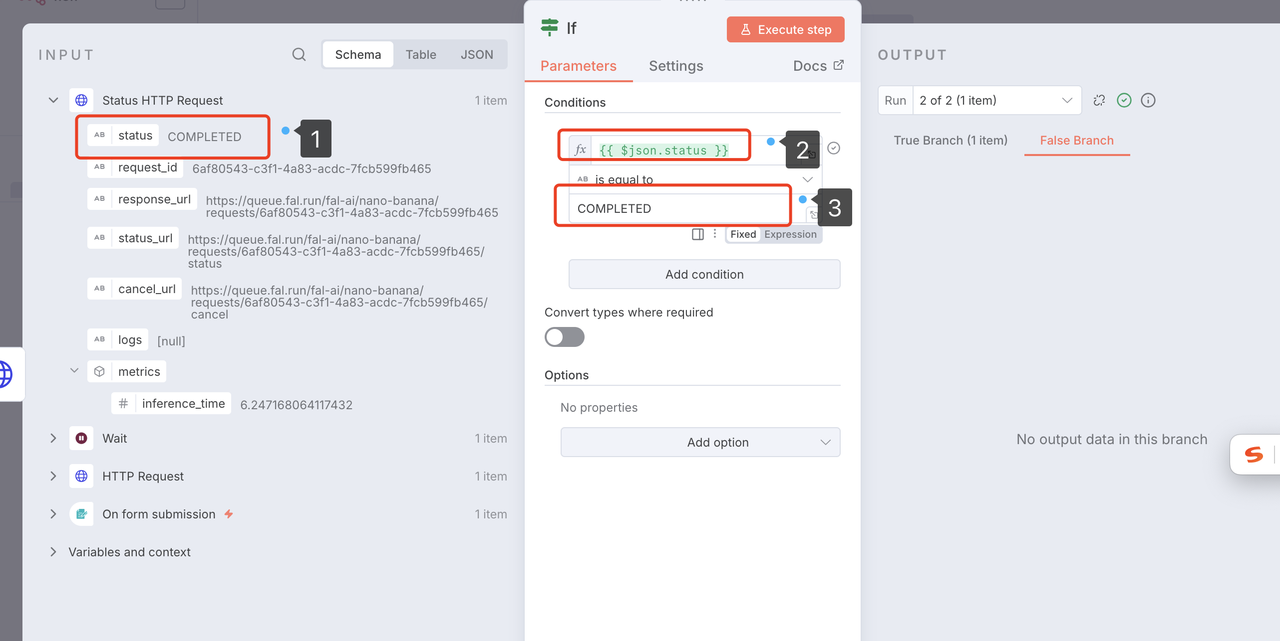 INPUT
Schema
Table
JSON
Status HTTP Request
1 item
AB status COMPLETED
1
AB request_id 6af80543-c3f1-4a83-acdc-7fcb599fb465
AB response_url https://queue.fal.run/fal-ai/nano-banana/
requests/6af80543-c3f1-4a83-acdc-7fcb599fb465
AB status_url https://queue.fal.run/fal-ai/nano-banana/
requests/6af80543-c3f1-4a83-acdc-7fcb599fb465/
status
AB cancel_url https://queue.fal.run/fal-ai/nano-banana/
requests/6af80543-c3f1-4a83-acdc-7fcb599fb465/
cancel
AB logs [null]
metrics
# inference_time 6.247168064117432
Wait
1 item
HTTP Request
1 item
On form submission
1 item
Variables and context
If
Execute step
Parameters
Settings
Docs
Conditions
fx {{ $json.status }}
2
AB is equal to
COMPLETED
3
Fixed Expression
Add condition
Convert types where required
Options
No properties
Add option
OUTPUT
Run 2 of 2 (1 item)
True Branch (1 item)
False Branch
No output data in this branch